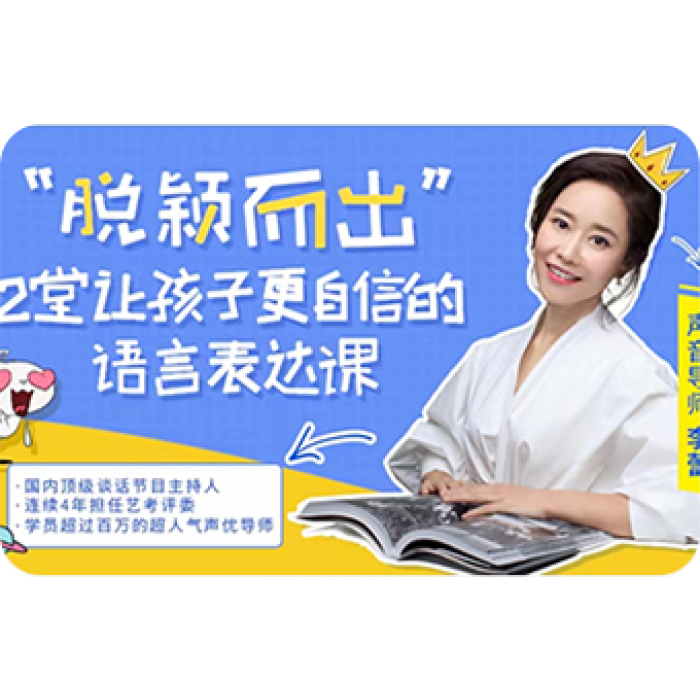 “脱颖而出”
2堂让孩子更自信的
语言表达课
声音导师 李馨
· 国内顶级谈话节目主持人
· 连续4年担任艺考评委
· 学员超过百万的超人气声优导师